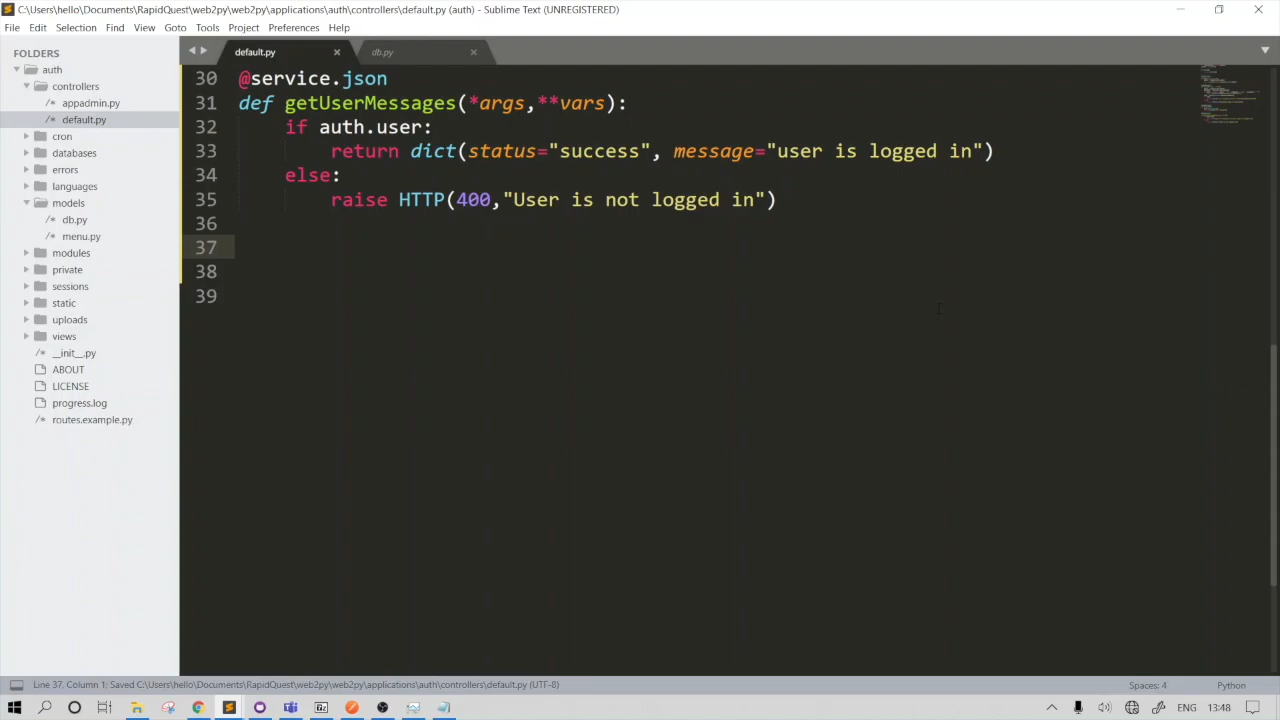 C:\Users\hello\Documents\RapidQuest\web2py\web2py\applications\auth\controllers\default.py (auth) - Sublime Text (UNREGISTERED)
File Edit Selection Find View Goto Tools Project Preferences Help
FOLDERS
auth
controllers
appadmin.py
default.py
cron
databases
errors
languages
models
db.py
menu.py
modules
private
sessions
static
uploads
views
__init__.py
ABOUT
LICENSE
progress.log
routes.example.py
default.py db.py
30 @service.json
31 def getUserMessages(*args,**vars):
32 if auth.user:
33 return dict(status="success", message="user is logged in")
34 else:
35 raise HTTP(400,"User is not logged in")
36
37
38
39
Line 37, Column 1; Saved C:\Users\hello\Documents\RapidQuest\web2py\web2py\applications\auth\controllers\default.py (UTF-8) Spaces: 4 Python
ENG 13:48